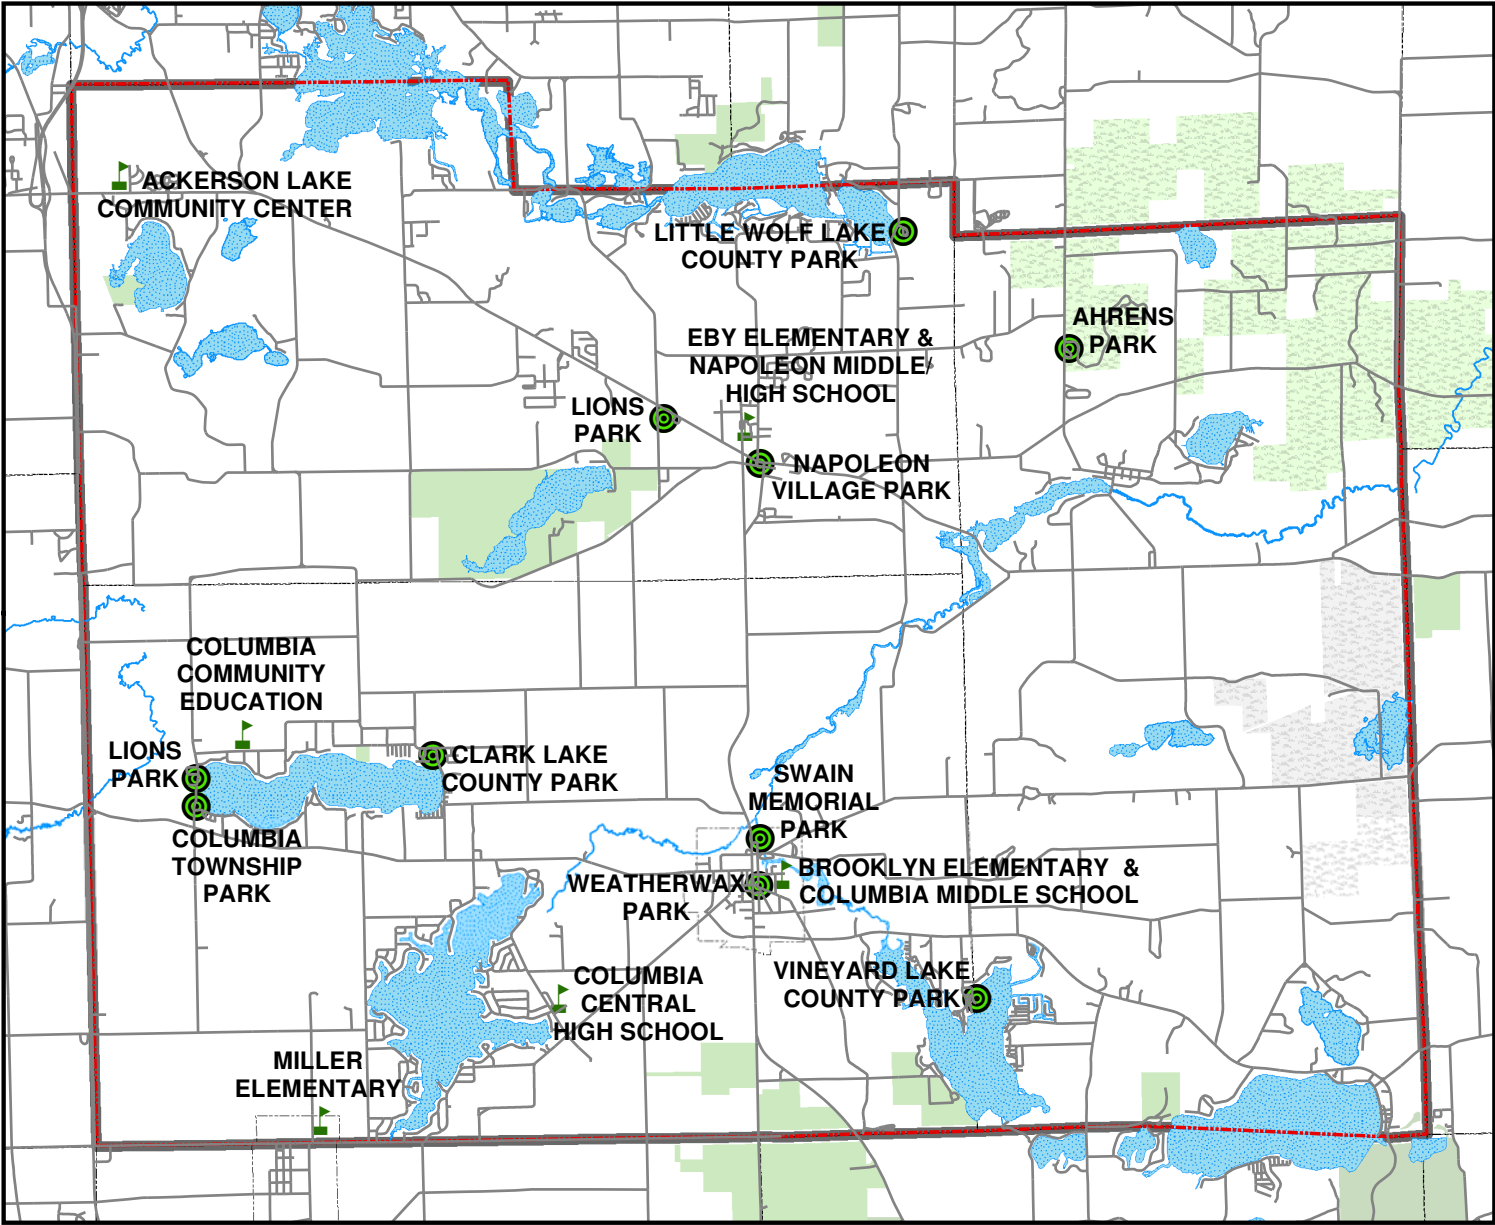 ACKERSON LAKE
COMMUNITY CENTER
LITTLE WOLF LAKE
COUNTY PARK
AHRENS
PARK
EBY ELEMENTARY &
NAPOLEON MIDDLE/
HIGH SCHOOL
LIONS
PARK
NAPOLEON
VILLAGE PARK
COLUMBIA
COMMUNITY
EDUCATION
LIONS
PARK
CLARK LAKE
COUNTY PARK
SWAIN
MEMORIAL
PARK
COLUMBIA
TOWNSHIP
PARK
WEATHERWAX
PARK
BROOKLYN ELEMENTARY &
COLUMBIA MIDDLE SCHOOL
VINEYARD LAKE
COUNTY PARK
COLUMBIA
CENTRAL
HIGH SCHOOL
MILLER
ELEMENTARY